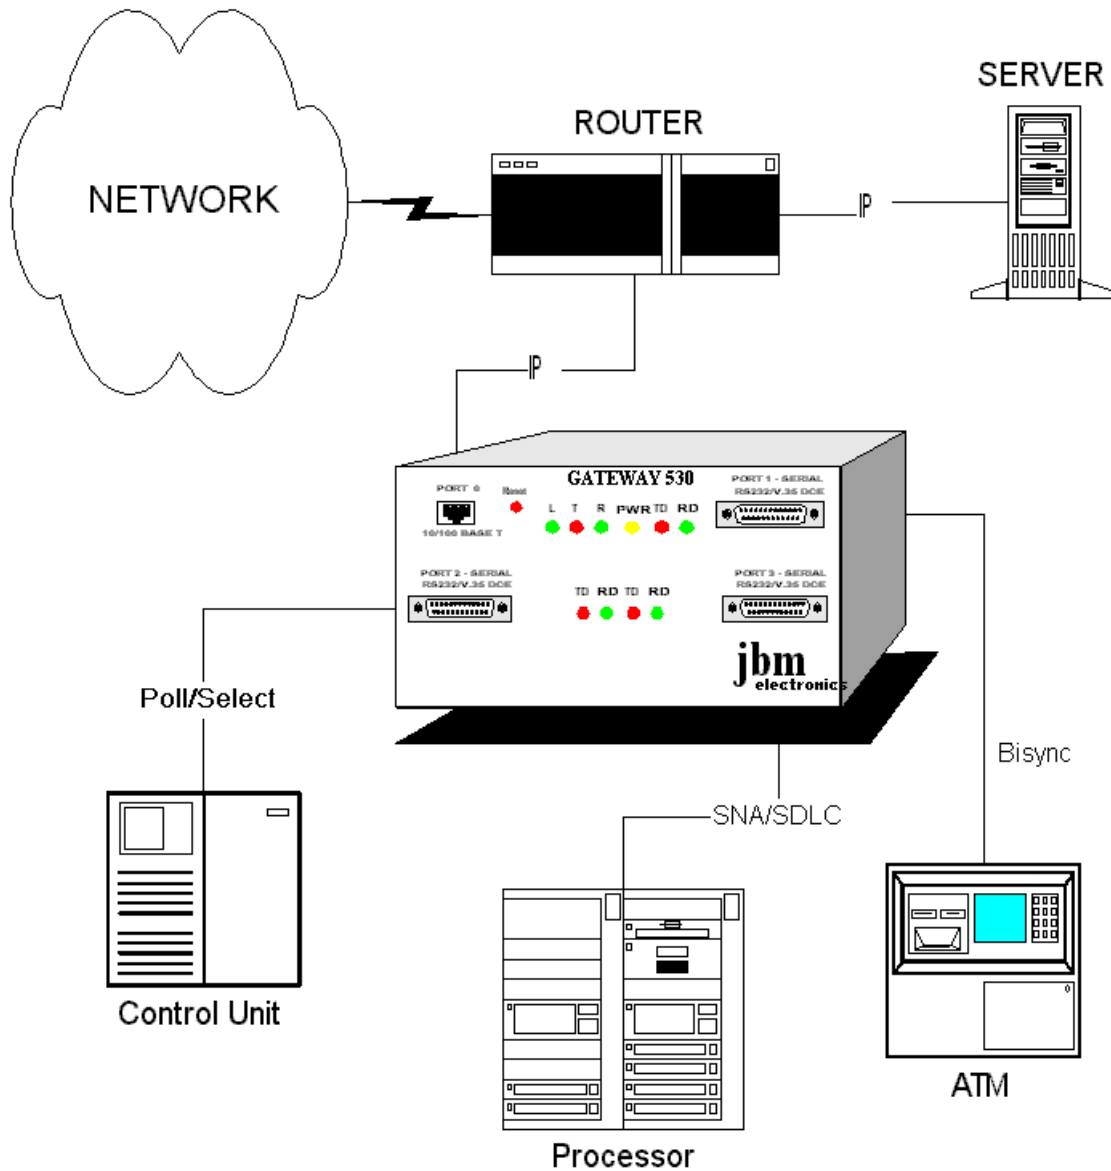 SERVER
ROUTER
NETWORK
IP
IP
GATEWAY 530
PORT 0
Reset
PORT 1 - SERIAL
RS232/V.35 DCE
L T R PWR TD RD
10/100 BASE T
PORT 2 - SERIAL
RS232/V.35 DCE
PORT 3 - SERIAL
RS232/V.35 DCE
TD RD TD RD
jbm
electronics
Poll/Select
Bisync
SNA/SDLC
Control Unit
ATM
Processor